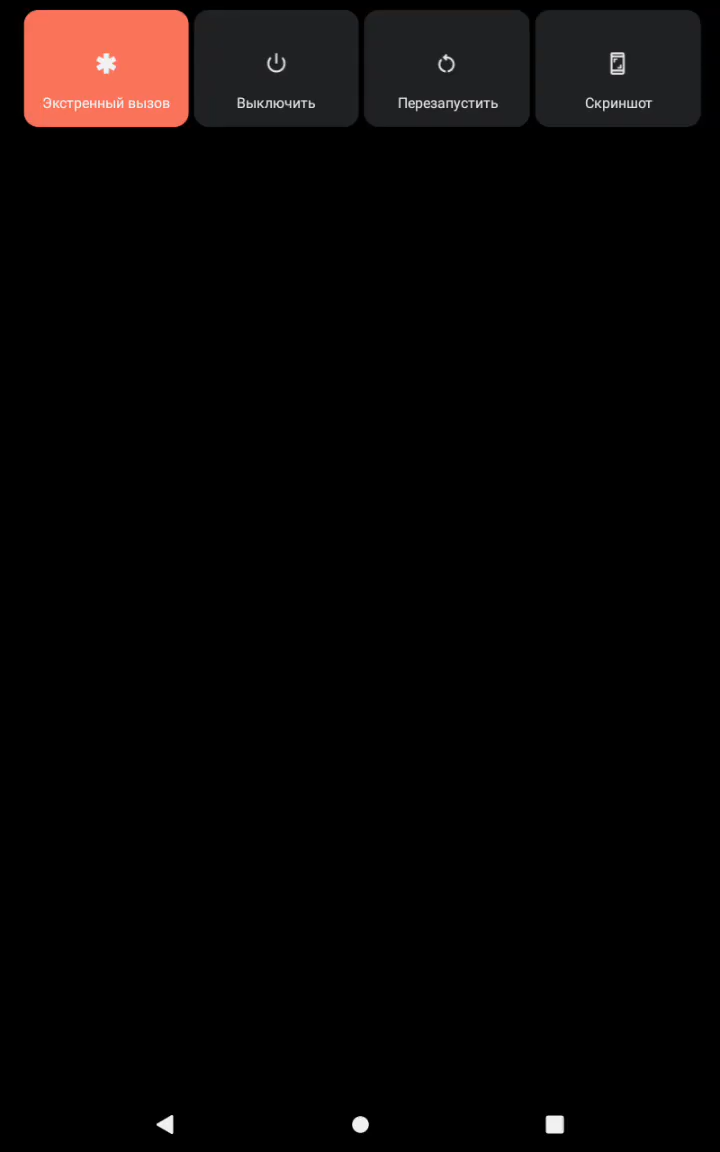 Экстренный вызов
Выключить
Перезапустить
Скриншот